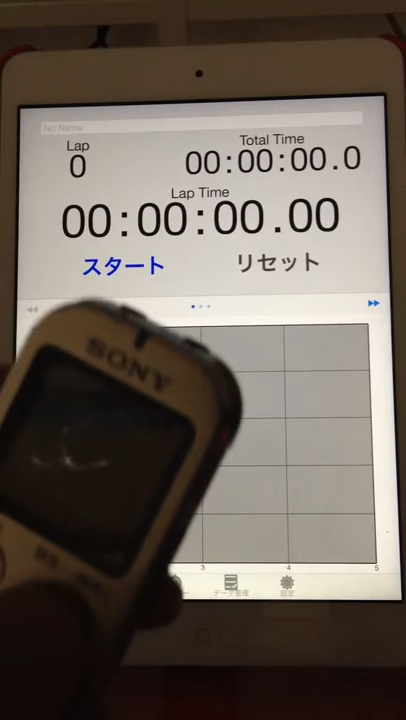 No Name
Lap
Total Time
0
00:00:00.0
Lap Time
00:00:00.00
スタート
リセット
SONY
3
4
5
データ管理
設定